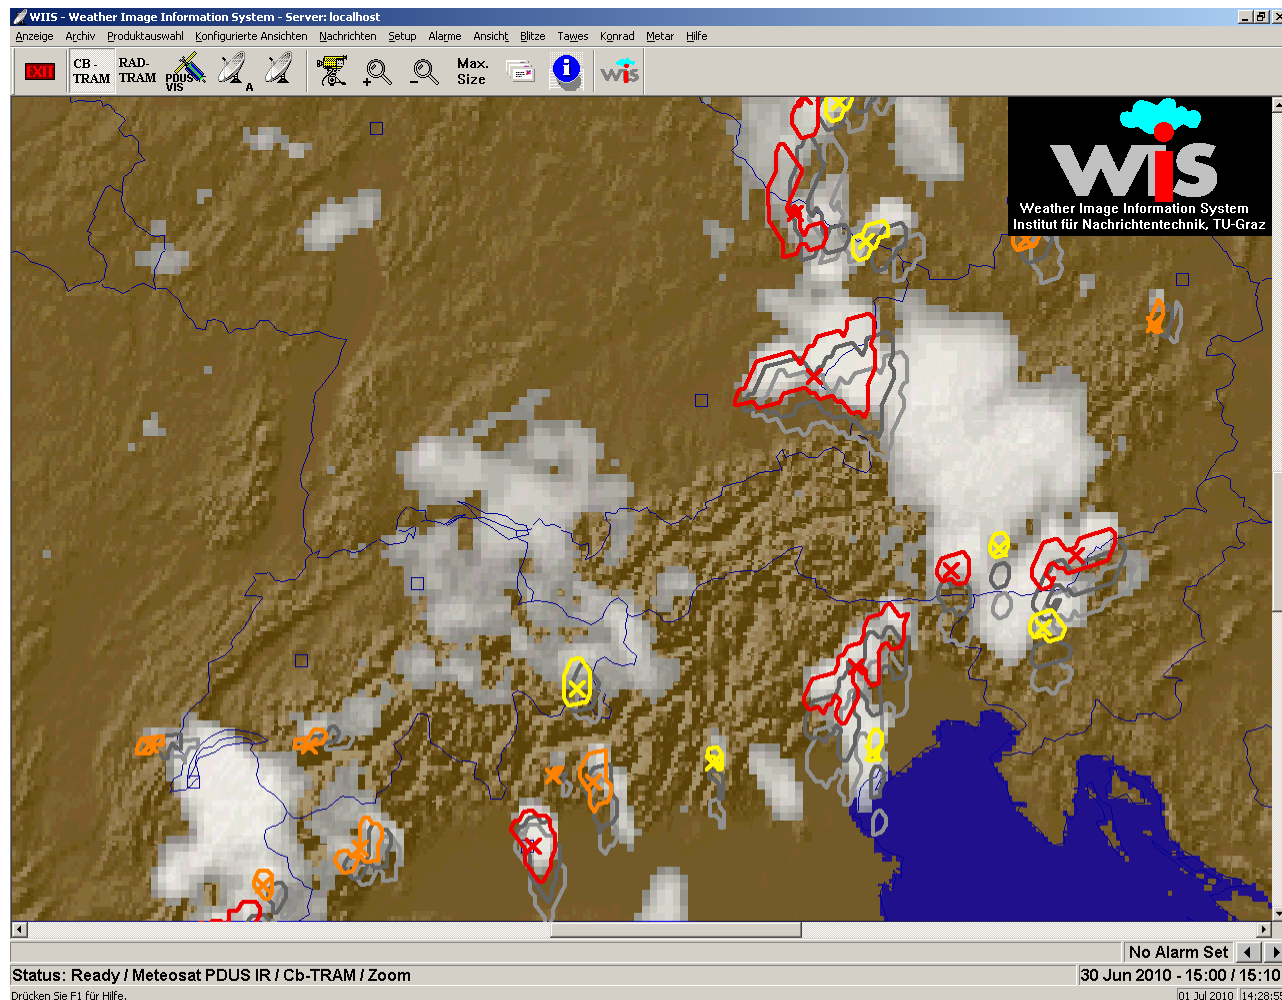 WIIS - Weather Image Information System - Server: localhost
Anzeige Archiv Produktauswahl Konfigurierte Ansichten Nachrichten Setup Alarme Ansicht Blitze Tawes Konrad Metar Hilfe
EXIT
CB -
TRAM
RAD-
TRAM
PDUS
VIS
A
+
-
Max.
Size
i
wis
WiS
Weather Image Information System
Institut für Nachrichtentechnik, TU-Graz
No Alarm Set
Status: Ready / Meteosat PDUS IR / Cb-TRAM / Zoom
30 Jun 2010 - 15:00 / 15:10
Drücken Sie F1 für Hilfe.
01 Jul 2010 14:28:55